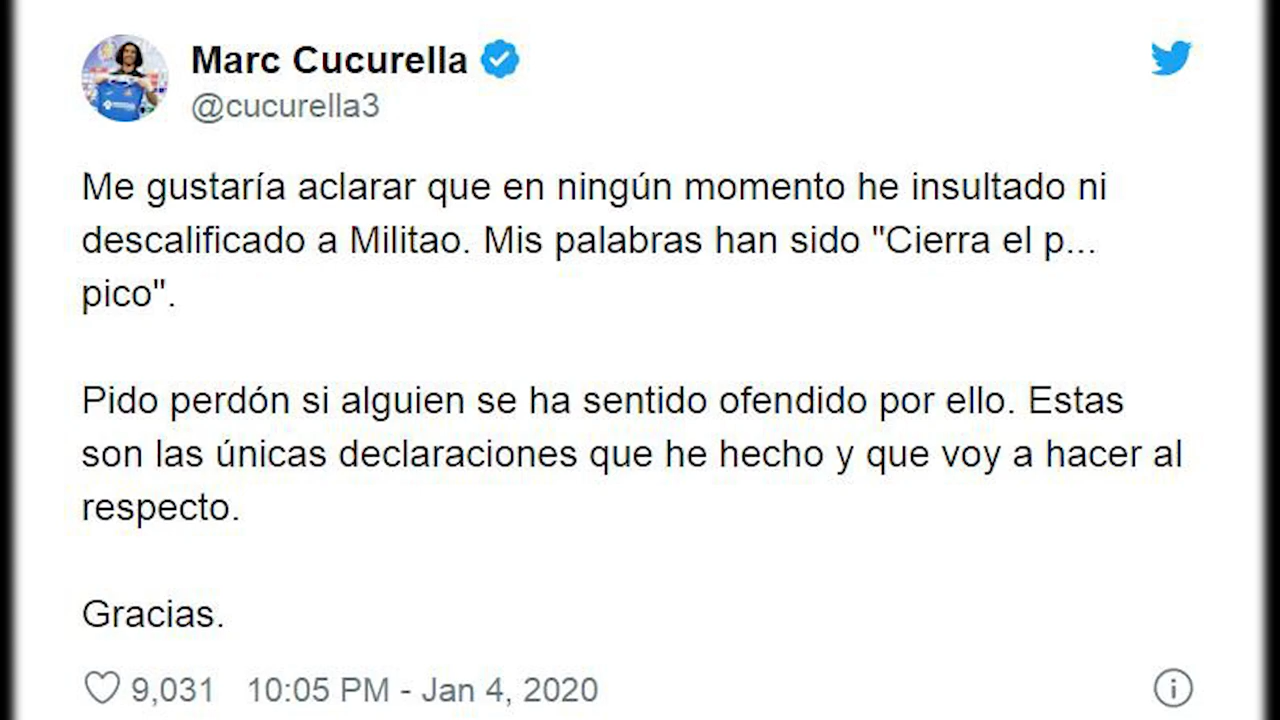 Marc Cucurella
@cucurella3
Me gustaría aclarar que en ningún momento he insultado ni
descalificado a Militao. Mis palabras han sido "Cierra el p...
pico".
Pido perdón si alguien se ha sentido ofendido por ello. Estas
son las únicas declaraciones que he hecho y que voy a hacer al
respecto.
Gracias.
9,031 10:05 PM - Jan 4, 2020